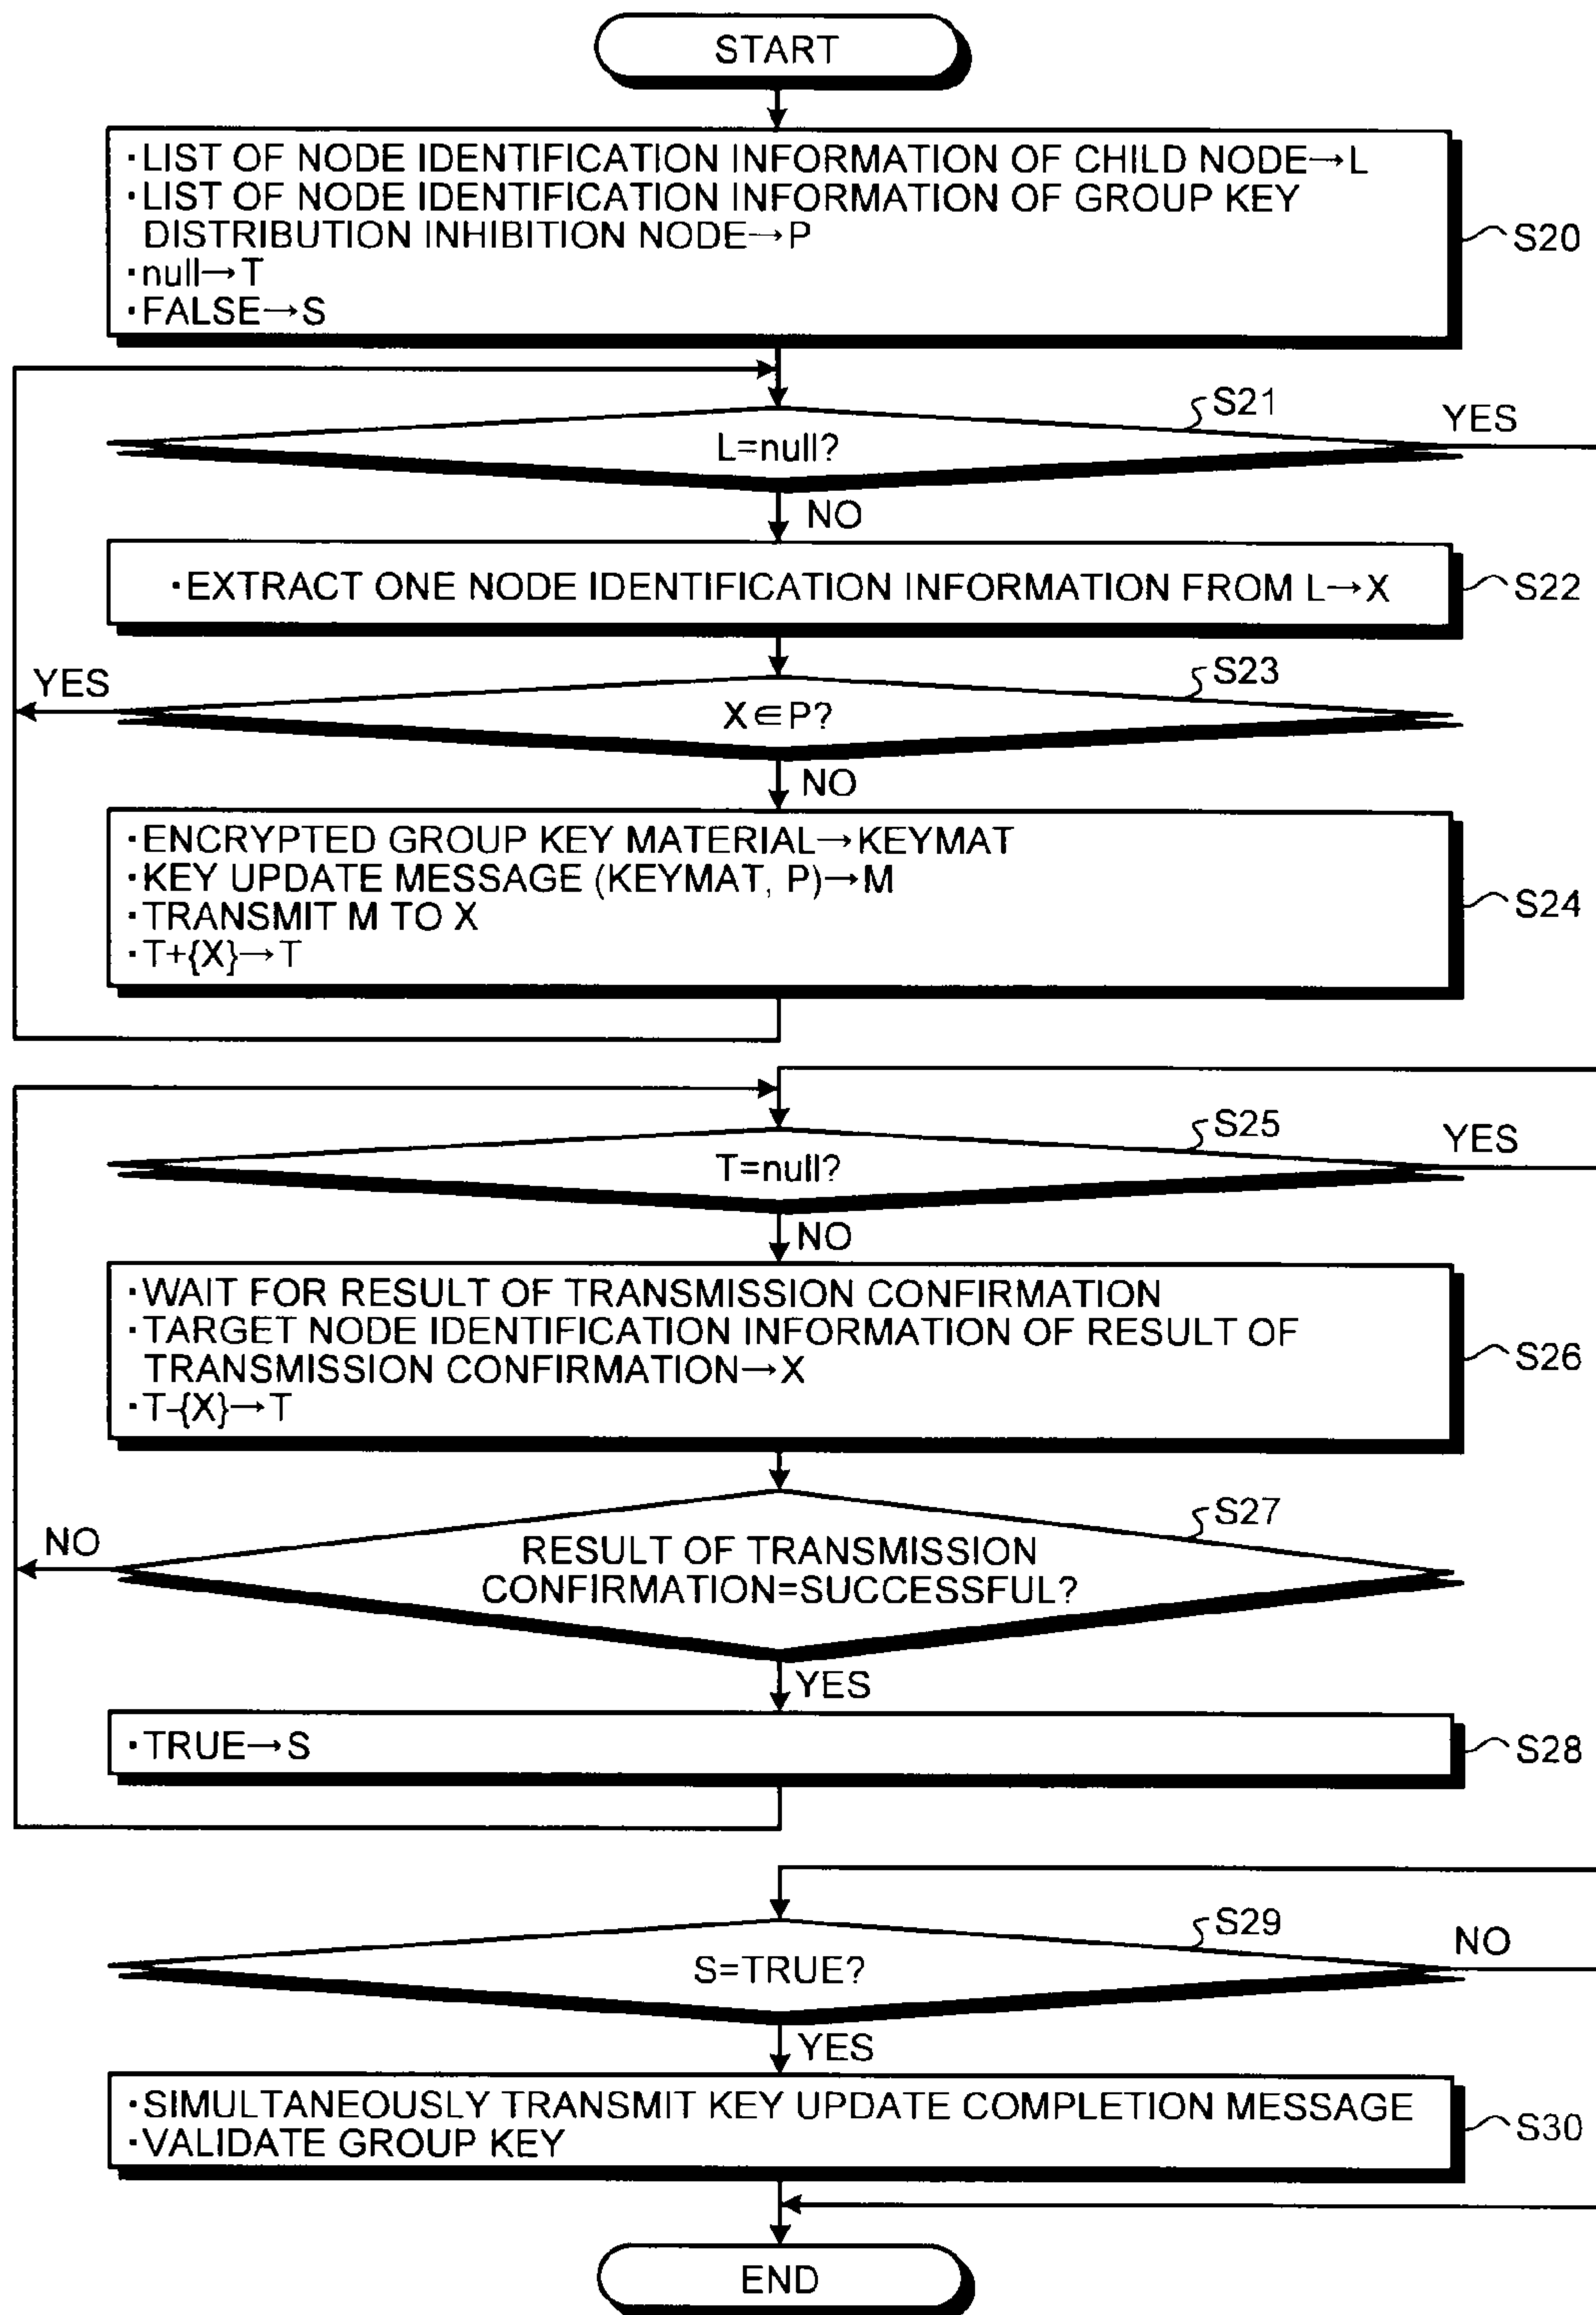 START
·LIST OF NODE IDENTIFICATION INFORMATION OF CHILD NODE→L
·LIST OF NODE IDENTIFICATION INFORMATION OF GROUP KEY
DISTRIBUTION INHIBITION NODE→P
·null→T
·FALSE→S
S20
S21
L=null?
YES
NO
·EXTRACT ONE NODE IDENTIFICATION INFORMATION FROM L→X
S22
S23
YES
X∈P?
NO
·ENCRYPTED GROUP KEY MATERIAL→KEYMAT
·KEY UPDATE MESSAGE (KEYMAT, P)→M
·TRANSMIT M TO X
·T+{X}→T
S24
S25
T=null?
YES
NO
·WAIT FOR RESULT OF TRANSMISSION CONFIRMATION
·TARGET NODE IDENTIFICATION INFORMATION OF RESULT OF
TRANSMISSION CONFIRMATION→X
·T-{X}→T
S26
S27
NO
RESULT OF TRANSMISSION
CONFIRMATION=SUCCESSFUL?
YES
·TRUE→S
S28
S29
S=TRUE?
NO
YES
·SIMULTANEOUSLY TRANSMIT KEY UPDATE COMPLETION MESSAGE
·VALIDATE GROUP KEY
S30
END